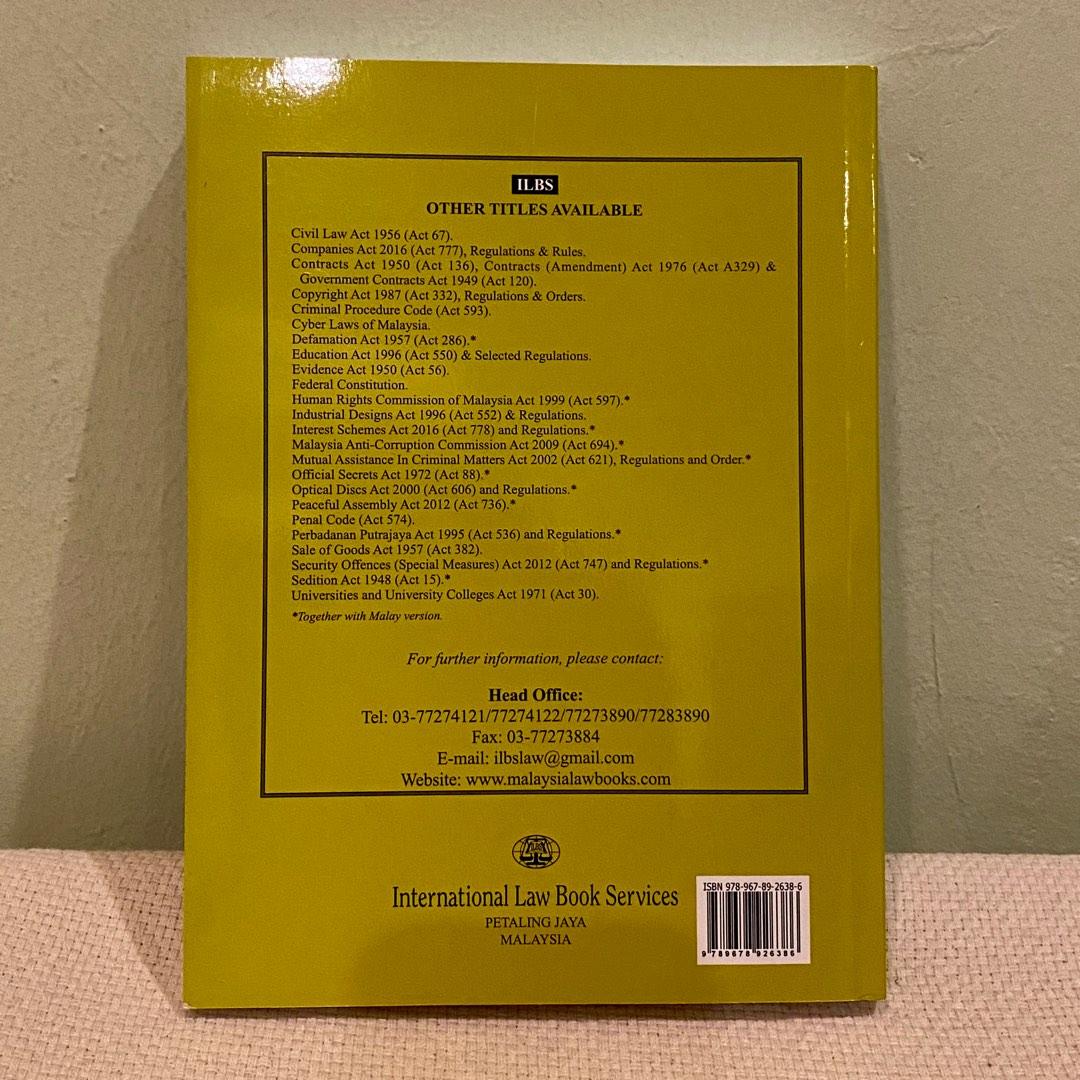 ILBS
OTHER TITLES AVAILABLE
Civil Law Act 1956 (Act 67).
Companies Act 2016 (Act 777), Regulations & Rules.
Contracts Act 1950 (Act 136), Contracts (Amendment) Act 1976 (Act A329) &
Government Contracts Act 1949 (Act 120).
Copyright Act 1987 (Act 332), Regulations & Orders.
Criminal Procedure Code (Act 593).
Cyber Laws of Malaysia.
Defamation Act 1957 (Act 286).*
Education Act 1996 (Act 550) & Selected Regulations.
Evidence Act 1950 (Act 56).
Federal Constitution.
Human Rights Commission of Malaysia Act 1999 (Act 597).*
Industrial Designs Act 1996 (Act 552) & Regulations.
Interest Schemes Act 2016 (Act 778) and Regulations.*
Malaysia Anti-Corruption Commission Act 2009 (Act 694).*
Mutual Assistance In Criminal Matters Act 2002 (Act 621), Regulations and Order.*
Official Secrets Act 1972 (Act 88).*
Optical Discs Act 2000 (Act 606) and Regulations.*
Peaceful Assembly Act 2012 (Act 736).*
Penal Code (Act 574).
Perbadanan Putrajaya Act 1995 (Act 536) and Regulations.*
Sale of Goods Act 1957 (Act 382).
Security Offences (Special Measures) Act 2012 (Act 747) and Regulations.*
Sedition Act 1948 (Act 15).*
Universities and University Colleges Act 1971 (Act 30).
*Together with Malay version.
For further information, please contact:
Head Office:
Tel: 03-77274121/77274122/77273890/77283890
Fax: 03-77273884
E-mail: ilbslaw@gmail.com
Website: www.malaysialawbooks.com
ILBS
International Law Book Services
PETALING JAYA
MALAYSIA
ISBN 978-967-89-2638-6
9 789678 926386